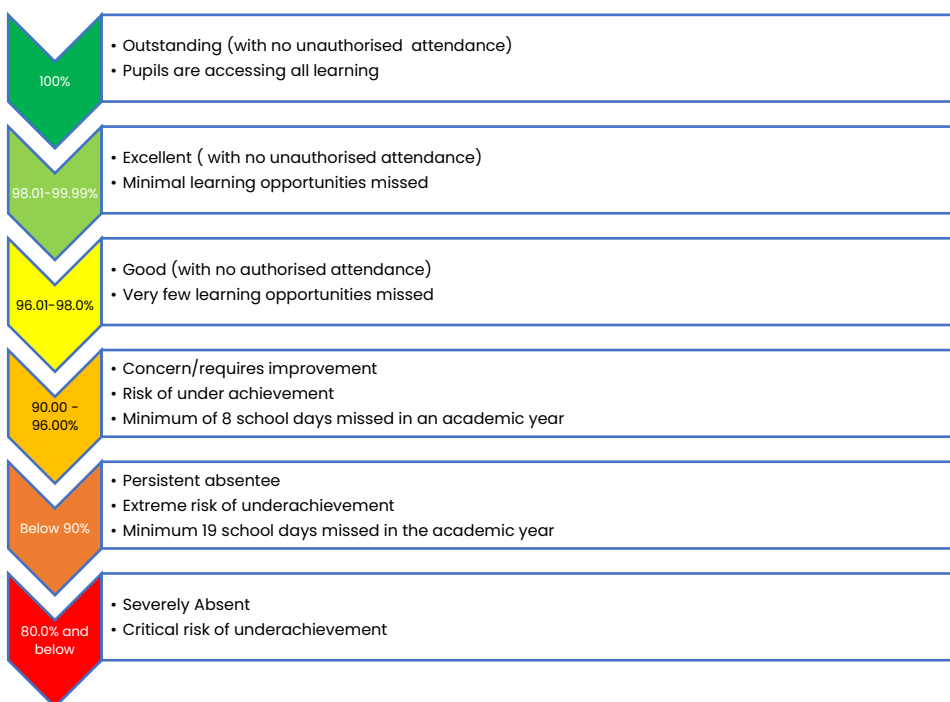 100%
• Outstanding (with no unauthorised  attendance)
• Pupils are accessing all learning
98.01-99.99%
• Excellent ( with no unauthorised attendance)
• Minimal learning opportunities missed
96.01-98.0%
• Good (with no authorised attendance)
• Very few learning opportunities missed
90.00 -
96.00%
• Concern/requires improvement
• Risk of under achievement
• Minimum of 8 school days missed in an academic year
Below 90%
• Persistent absentee
• Extreme risk of underachievement
• Minimum 19 school days missed in the academic year
80.0% and
below
• Severely Absent
• Critical risk of underachievement